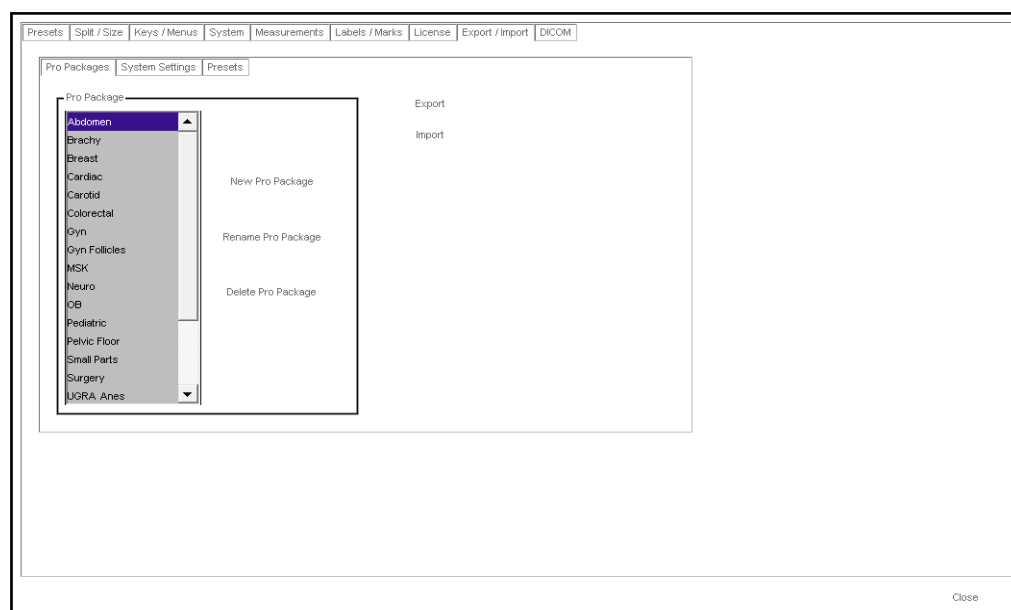 Presets Split / Size Keys / Menus System Measurements Labels / Marks License Export / Import DICOM
Pro Packages System Settings Presets
Pro Package
Abdomen
Brachy
Breast
Cardiac
Carotid
Colorectal
Gyn
Gyn Follicles
MSK
Neuro
OB
Pediatric
Pelvic Floor
Small Parts
Surgery
UGRA Anes
New Pro Package
Rename Pro Package
Delete Pro Package
Export
Import
Close